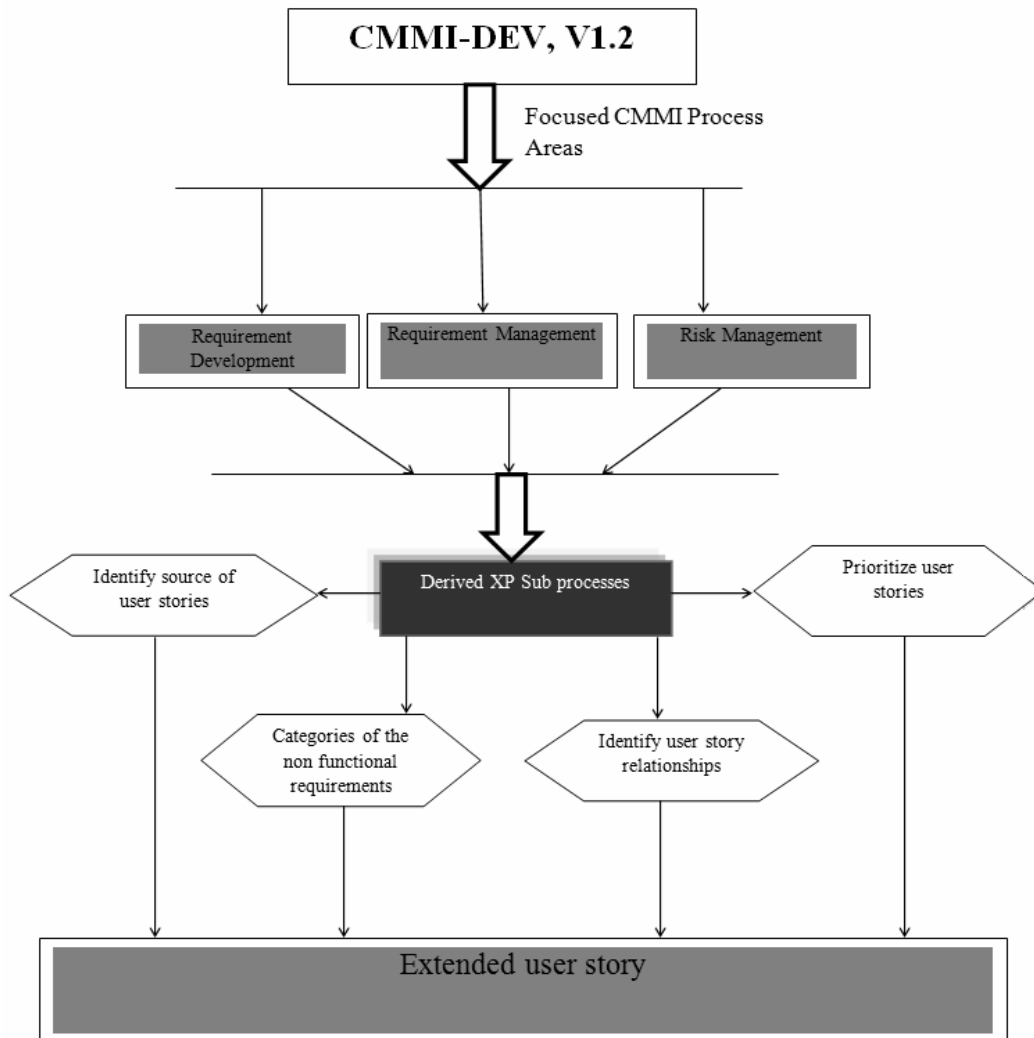 CMMI-DEV, V1.2
Focused CMMI Process
Areas
Requirement
Development
Requirement Management
Risk Management
Derived XP Sub processes
Identify source of
user stories
Prioritize user
stories
Categories of the
non functional
requirements
Identify user story
relationships
Extended user story